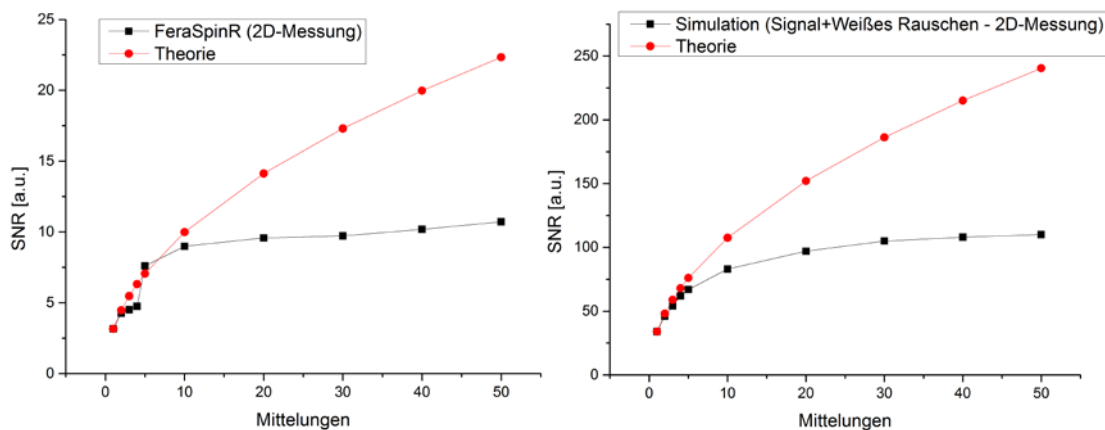 FeraSpinR (2D-Messung)
Theorie
25
20
15
10
5
0
SNR [a.u.]
0 10 20 30 40 50
Mittelungen
Simulation (Signal+Weißes Rauschen - 2D-Messung)
Theorie
250
200
150
100
50
0
SNR [a.u.]
0 10 20 30 40 50
Mittelungen